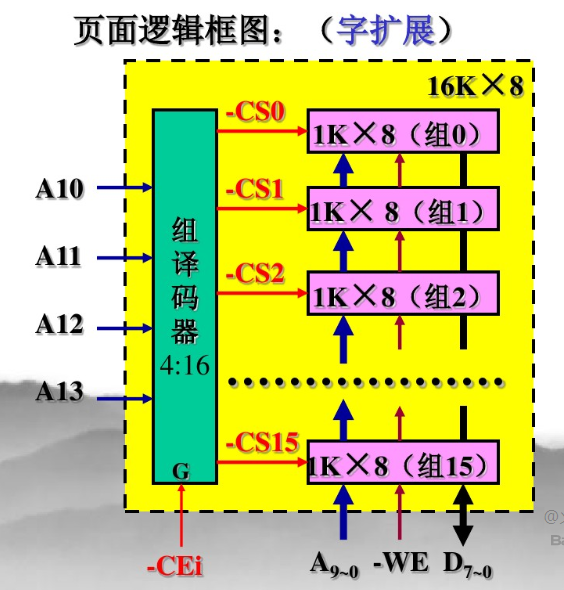 页面逻辑框图：（字扩展）
16K×8
-CS0
1K×8（组0）
A10
-CS1
1K×8（组1）
A11
组译码器
4:16
-CS2
1K×8（组2）
A12
A13
-CS15
1K×8（组15）
G
-CEi
A9~0
-WE
D7~0